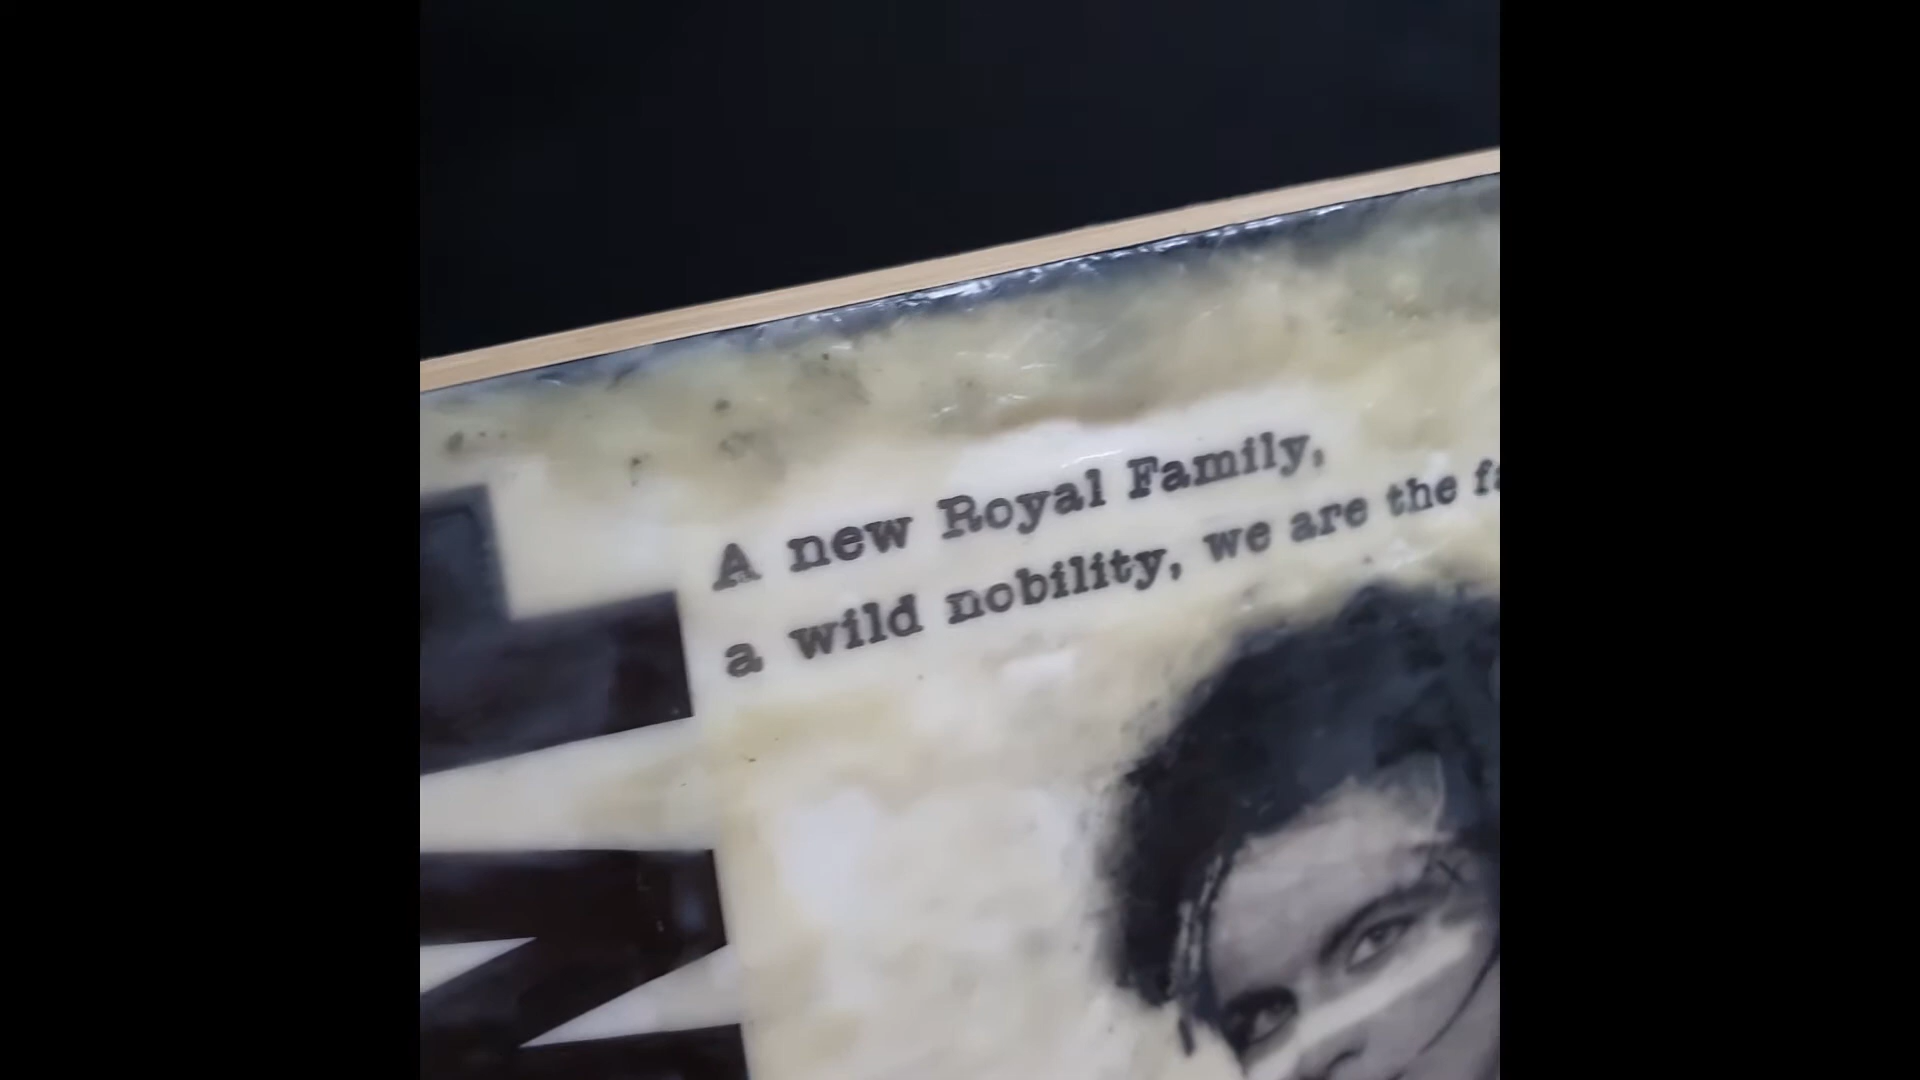 A new Royal Family,
a wild nobility, we are the